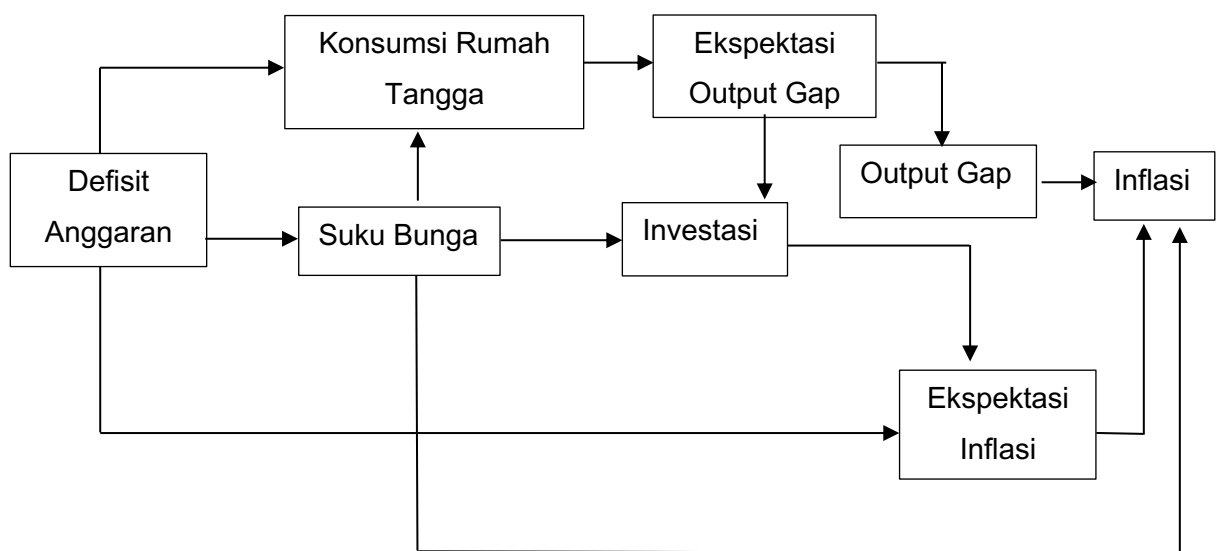 Konsumsi Rumah
Tangga
Ekspektasi
Output Gap
Defisit
Anggaran
Output Gap
Inflasi
Suku Bunga
Investasi
Ekspektasi
Inflasi